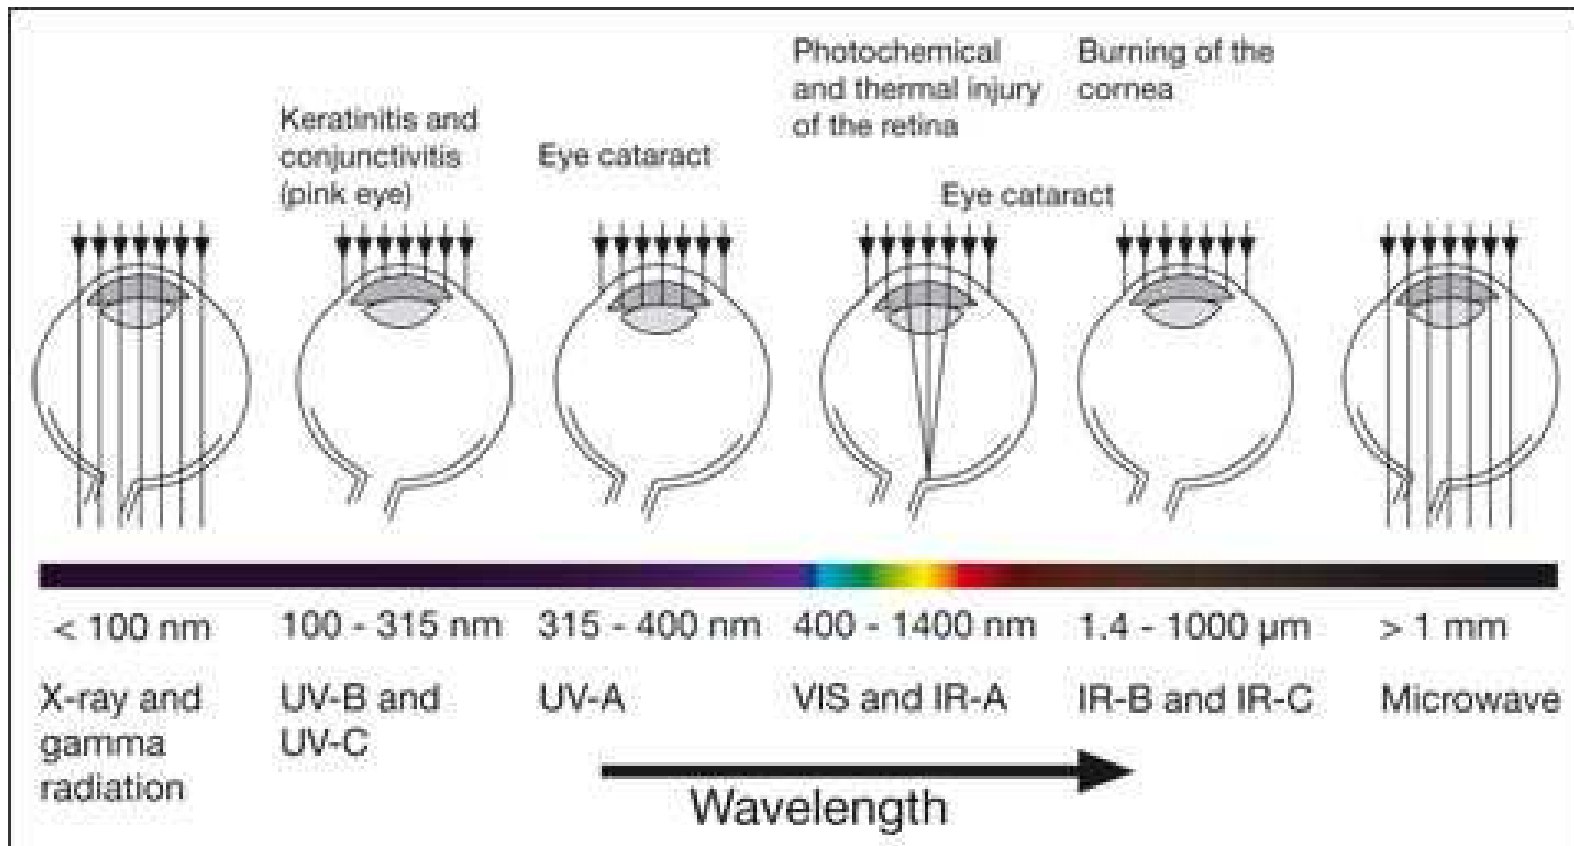 Photochemical
and thermal injury
of the retina
Burning of the
cornea
Keratinitis and
conjunctivitis
(pink eye)
Eye cataract
Eye cataract
< 100 nm
100 - 315 nm
315 - 400 nm
400 - 1400 nm
1.4 - 1000 µm
> 1 mm
X-ray and
gamma
radiation
UV-B and
UV-C
UV-A
VIS and IR-A
IR-B and IR-C
Microwave
Wavelength